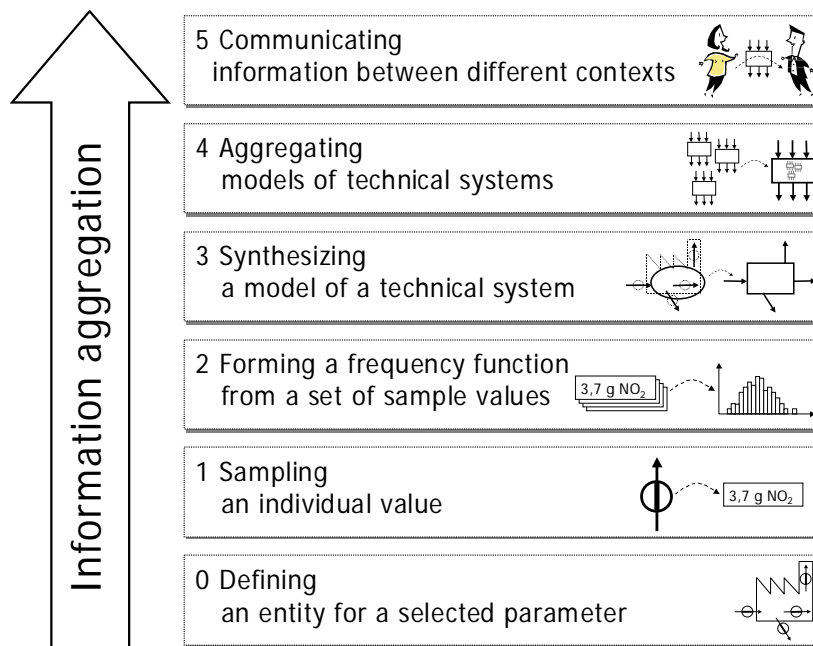 Information aggregation
5 Communicating
information between different contexts
4 Aggregating
models of technical systems
3 Synthesizing
a model of a technical system
2 Forming a frequency function
from a set of sample values
3,7 g NO₂
1 Sampling
an individual value
3,7 g NO₂
0 Defining
an entity for a selected parameter